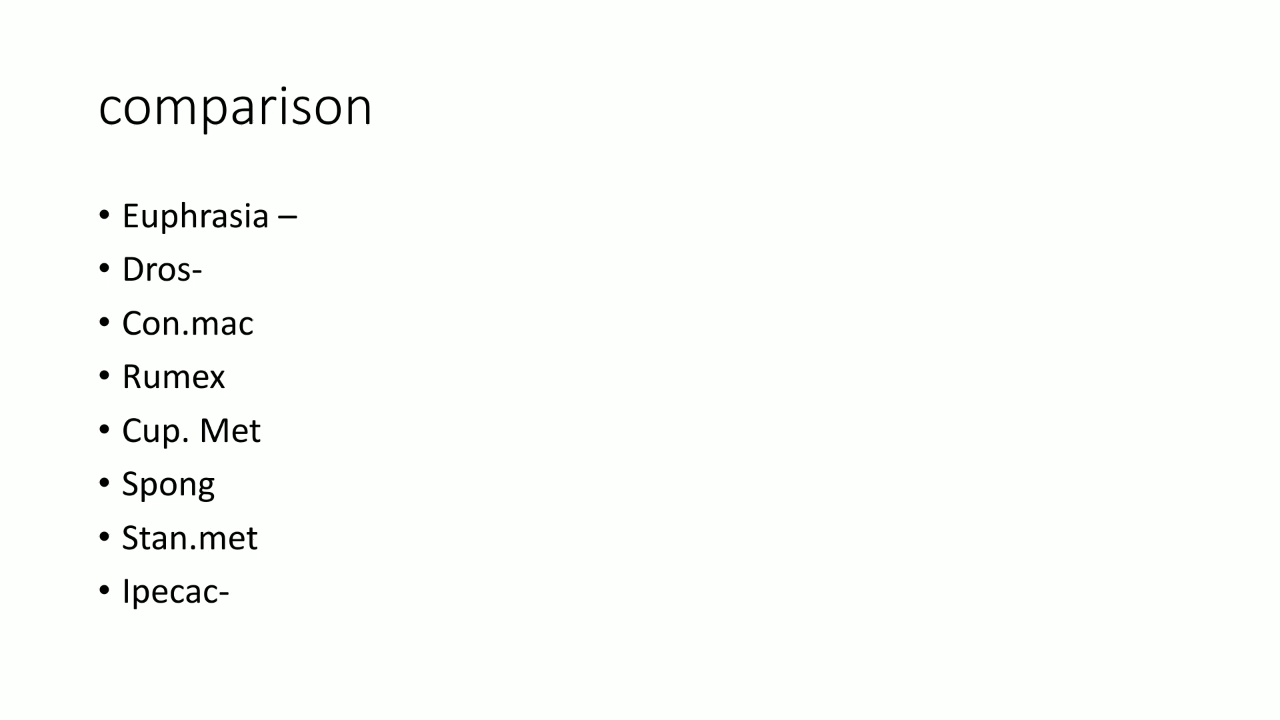 comparison
• Euphrasia –
• Dros-
• Con.mac
• Rumex
• Cup. Met
• Spong
• Stan.met
• Ipecac-